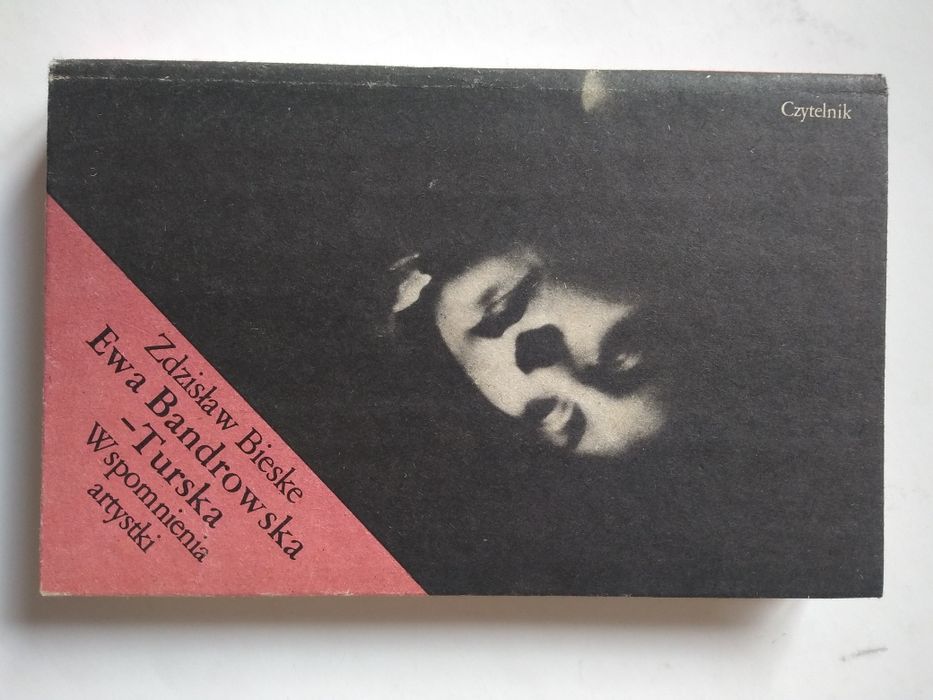 Czytelnik
Zdzisław Bieske
Ewa Bandrowska
–Turska
Wspomnienia
artystki